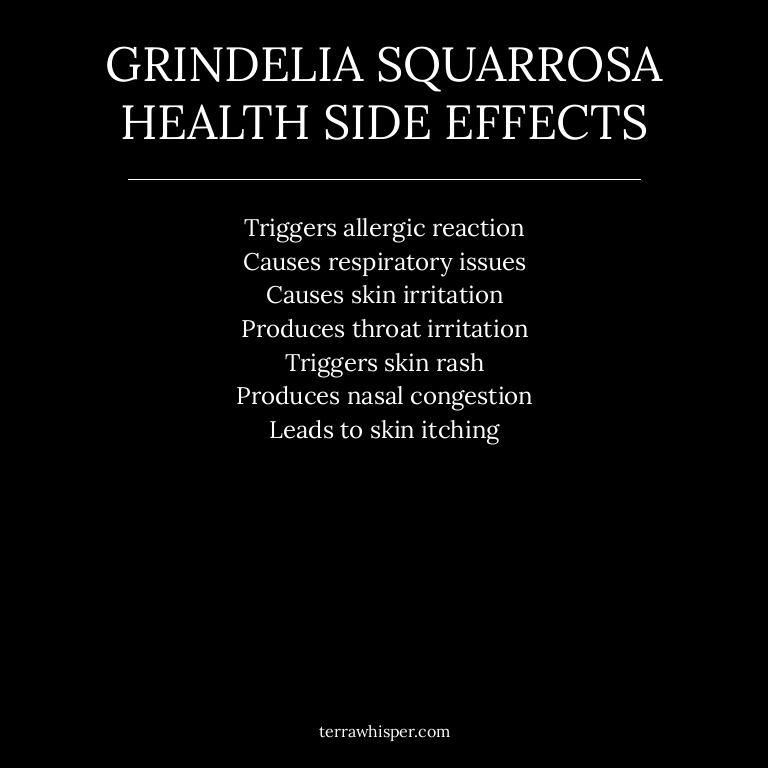 GRINDELIA SQUARROSA
HEALTH SIDE EFFECTS
Triggers allergic reaction
Causes respiratory issues
Causes skin irritation
Produces throat irritation
Triggers skin rash
Produces nasal congestion
Leads to skin itching
terrawhisper.com